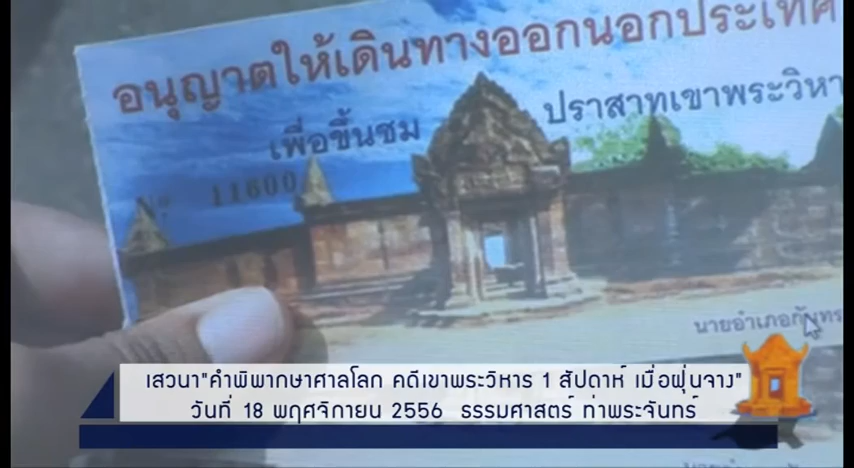 อนุญาตให้เดินทางออกนอกประเทศ
เพื่อขึ้นชม ปราสาทเขาพระวิหา
Nº 11600
นายอำเภอกันทร
เสวนา"คำพิพากษาศาลโลก คดีเขาพระวิหาร 1 สัปดาห์ เมื่อฝุ่นจาง"
วันที่ 18 พฤศจิกายน 2556 ธรรมศาสตร์ ท่าพระจันทร์